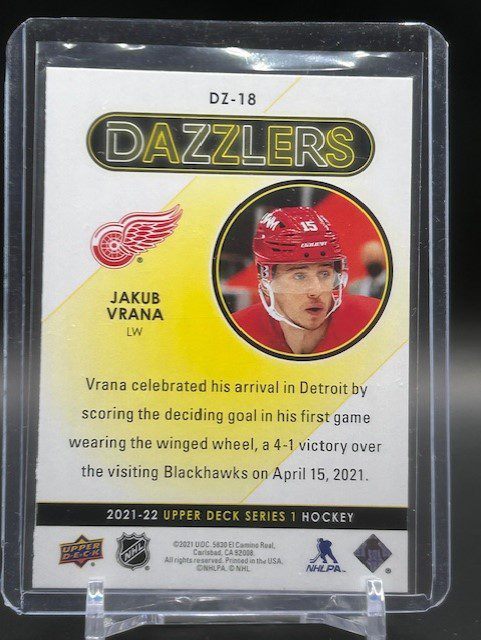 DZ-18
DAZZLERS
15
JAKUB
VRANA
LW
Vrana celebrated his arrival in Detroit by
scoring the deciding goal in his first game
wearing the winged wheel, a 4-1 victory over
the visiting Blackhawks on April 15, 2021.
2021-22 UPPER DECK SERIES 1 HOCKEY
UPPER
DECK
NHL
©2021 UDC. 5830 El Camino Real,
Carlsbad, CA 92008.
All rights reserved. Printed in the USA.
©NHLPA. © NHL
NHLPA